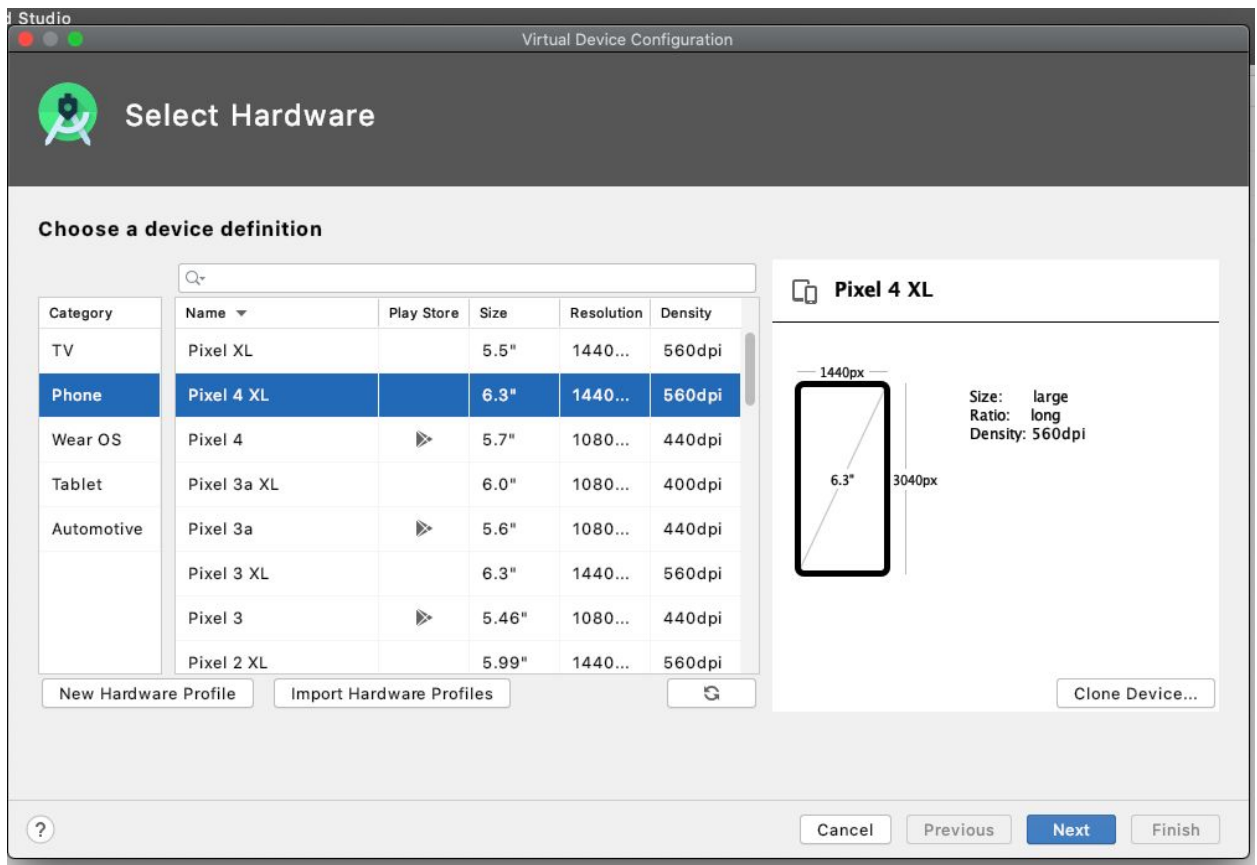 d Studio
Virtual Device Configuration
Select Hardware
Choose a device definition
Category
TV
Phone
Wear OS
Tablet
Automotive
Name Play Store Size Resolution Density
Pixel XL 5.5" 1440... 560dpi
Pixel 4 XL 6.3" 1440... 560dpi
Pixel 4 5.7" 1080... 440dpi
Pixel 3a XL 6.0" 1080... 400dpi
Pixel 3a 5.6" 1080... 440dpi
Pixel 3 XL 6.3" 1440... 560dpi
Pixel 3 5.46" 1080... 440dpi
Pixel 2 XL 5.99" 1440... 560dpi
New Hardware Profile Import Hardware Profiles
Pixel 4 XL
1440px
6.3"
3040px
Size: large
Ratio: long
Density: 560dpi
Clone Device...
? Cancel Previous Next Finish